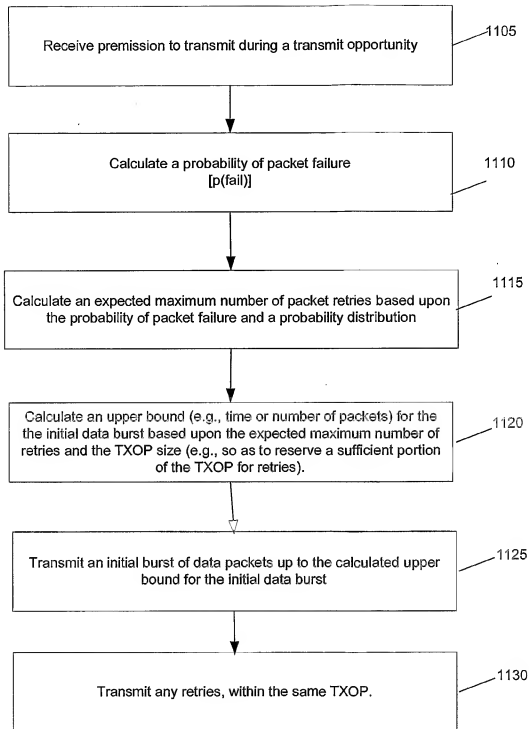 Receive premission to transmit during a transmit opportunity
1105
Calculate a probability of packet failure
[p(fail)]
1110
Calculate an expected maximum number of packet retries based upon
the probability of packet failure and a probability distribution
1115
Calculate an upper bound (e.g., time or number of packets) for the
the initial data burst based upon the expected maximum number of
retries and the TXOP size (e.g., so as to reserve a sufficient portion
of the TXOP for retries).
1120
Transmit an initial burst of data packets up to the calculated upper
bound for the initial data burst
1125
Transmit any retries, within the same TXOP.
1130